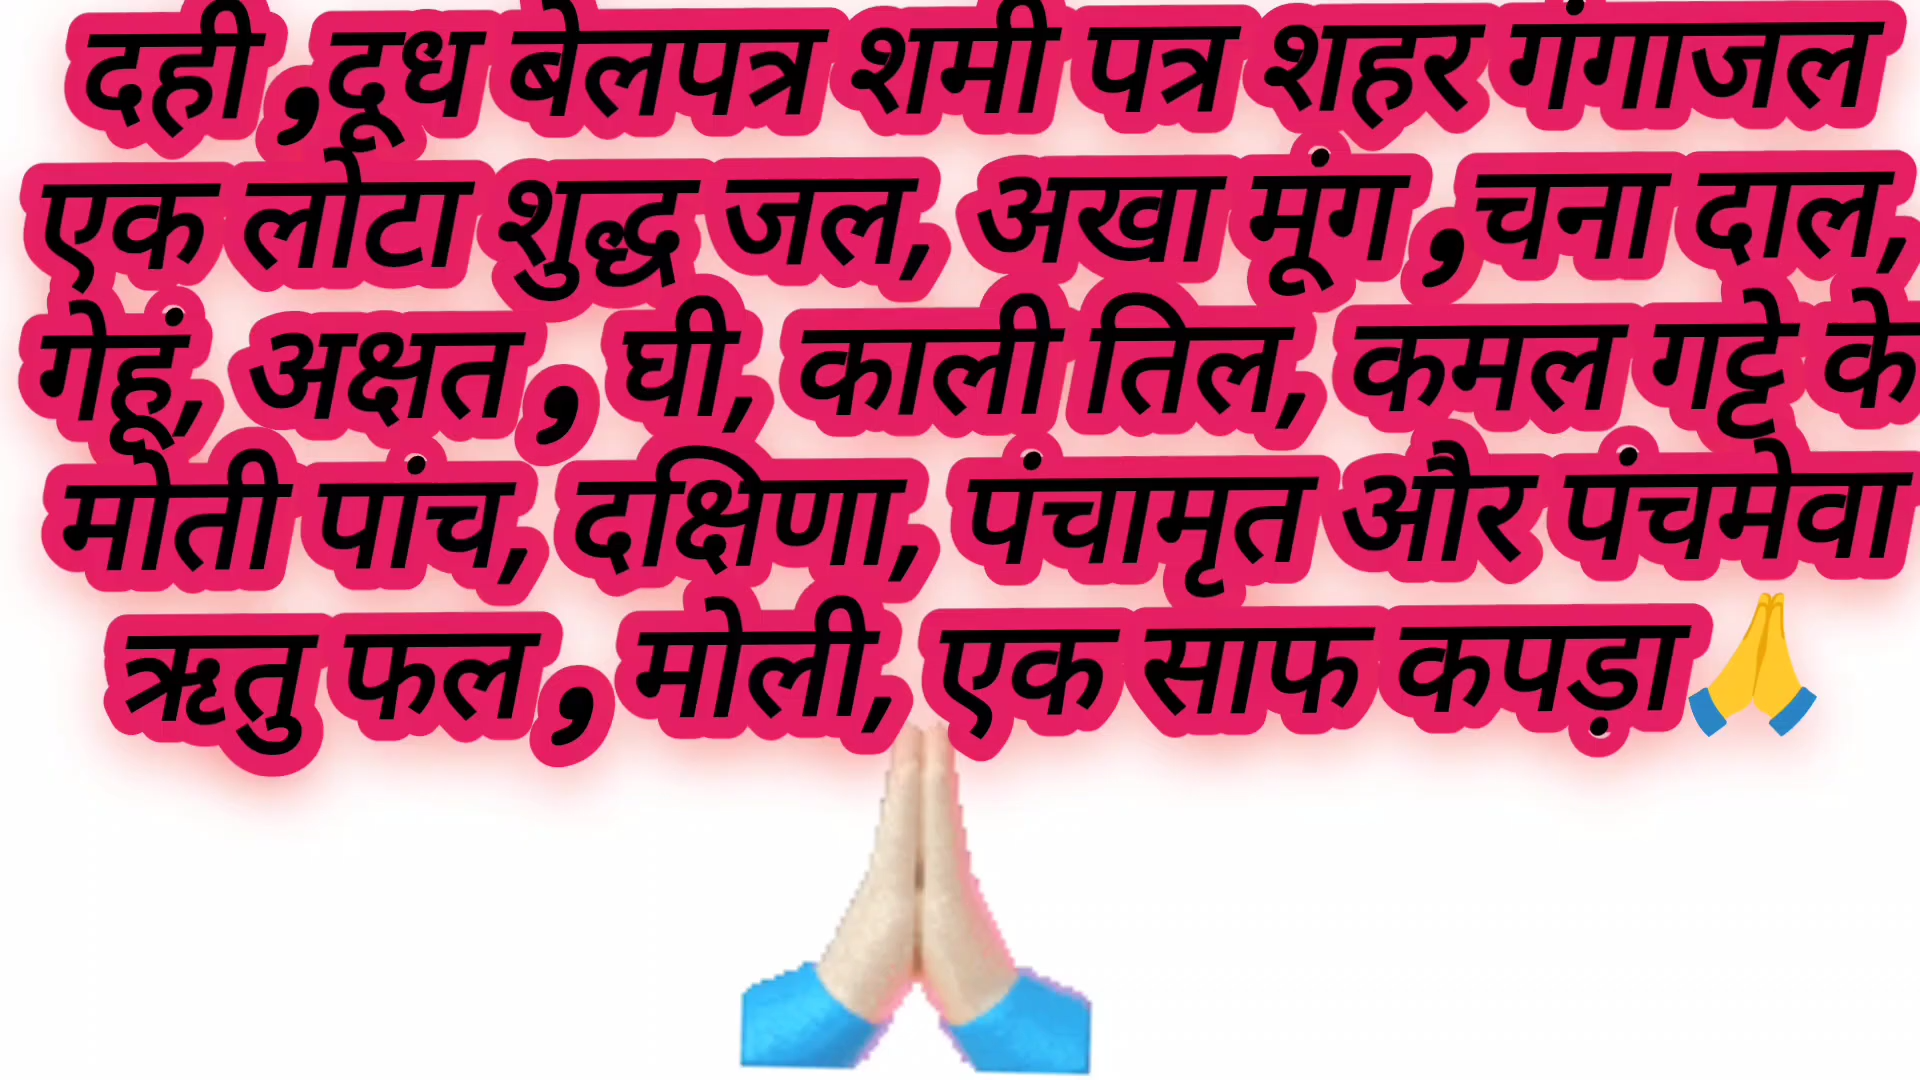 दही ,दूध बेलपत्र शमी पत्र शहर गंगाजल
एक लोटा शुद्ध जल, अखा मूंग ,चना दाल,
गेहूं, अक्षत , घी, काली तिल, कमल गट्टे के
मोती पांच, दक्षिणा, पंचामृत और पंचमेवा
ऋतु फल , मोली, एक साफ कपड़ा🙏